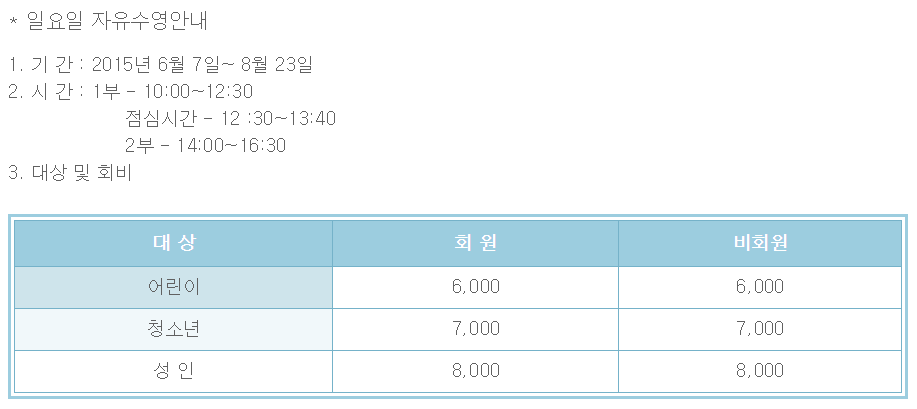 * 일요일 자유수영안내
1. 기 간 : 2015년 6월 7일~ 8월 23일
2. 시 간 : 1부 - 10:00~12:30
점심시간 - 12 :30~13:40
2부 - 14:00~16:30
3. 대상 및 회비
대 상 회 원 비회원
어린이 6,000 6,000
청소년 7,000 7,000
성 인 8,000 8,000